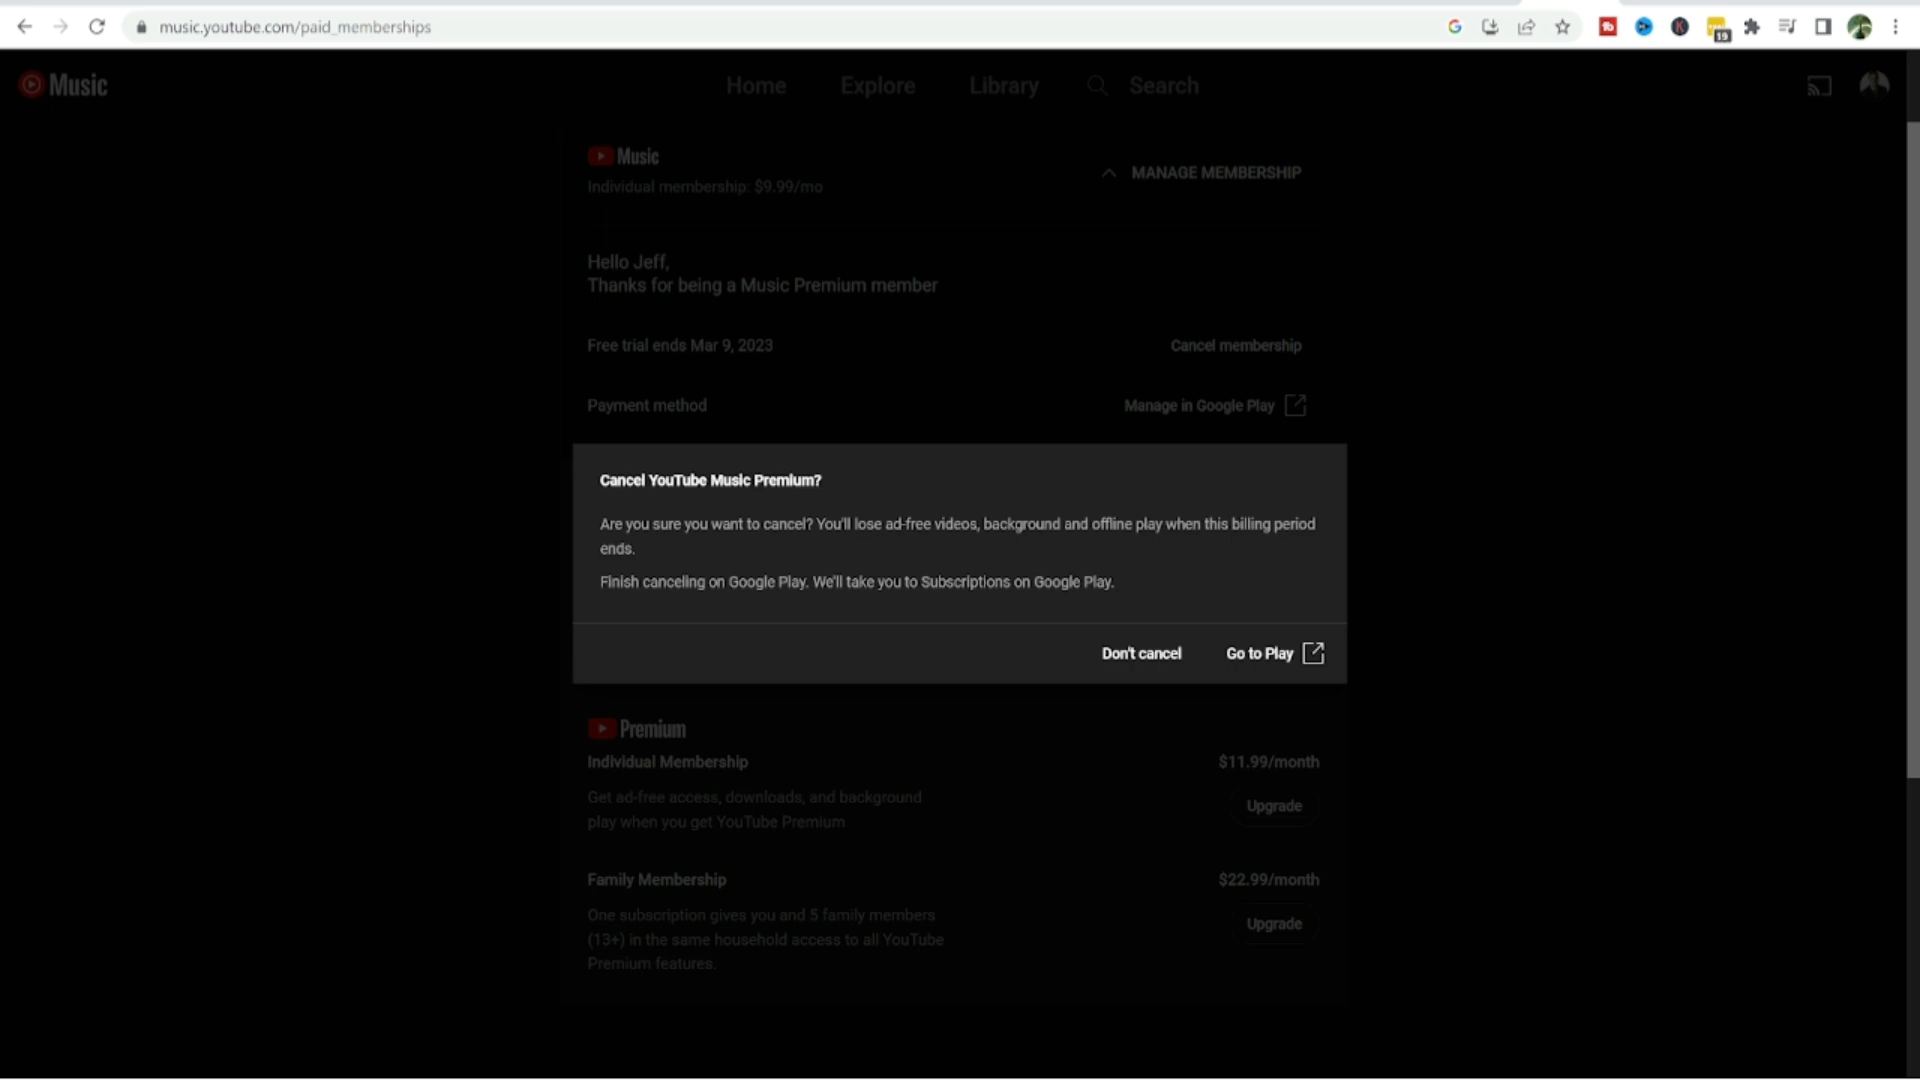 music.youtube.com/paid_memberships
19
Music
Home
Explore
Library
Search
Music
Individual membership: $9.99/mo
MANAGE MEMBERSHIP
Hello Jeff,
Thanks for being a Music Premium member
Free trial ends Mar 9, 2023
Cancel membership
Payment method
Manage in Google Play
Cancel YouTube Music Premium?
Are you sure you want to cancel? You'll lose ad-free videos, background and offline play when this billing period
ends.
Finish canceling on Google Play. We'll take you to Subscriptions on Google Play.
Don't cancel
Go to Play
Premium
Individual Membership
$11.99/month
Get ad-free access, downloads, and background
play when you get YouTube Premium
Upgrade
Family Membership
$22.99/month
One subscription gives you and 5 family members
(13+) in the same household access to all YouTube
Premium features.
Upgrade